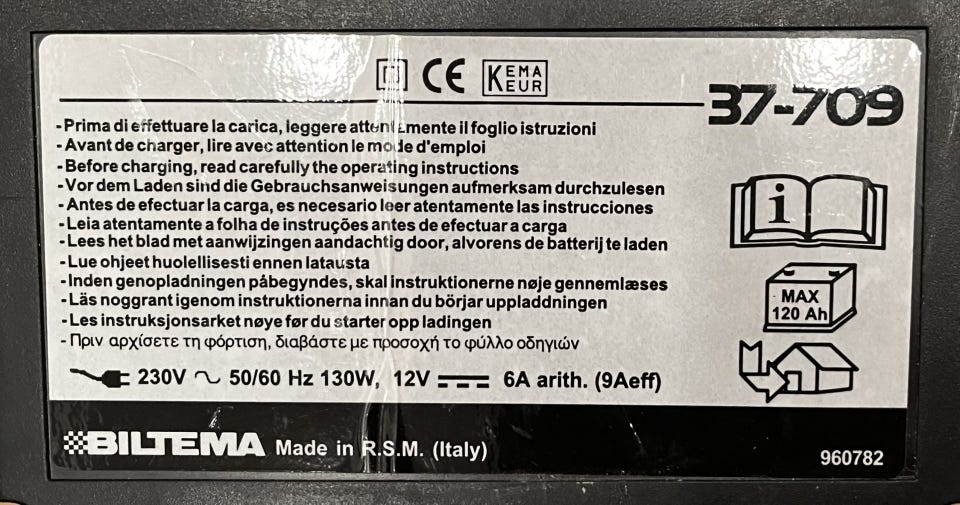 CE KEMA KEUR
37-709
-Prima di effettuare la carica, leggere attentamente il foglio istruzioni
-Avant de charger, lire avec attention le mode d'emploi
-Before charging, read carefully the operating instructions
-Vor dem Laden sind die Gebrauchsanweisungen aufmerksam durchzulesen
-Antes de efectuar la carga, es necesario leer atentamente las instrucciones
-Leia atentamente a folha de instruções antes de efectuar a carga
-Lees het blad met aanwijzingen aandachtig door, alvorens de batterij te laden
-Lue ohjeet huolellisesti ennen latausta
-Inden genopladningen påbegyndes, skal instruktionerne nøje gennemlæses
-Läs noggrant igenom instruktionerna innan du börjar uppladdningen
-Les instruksjonsarket nøye før du starter opp ladingen
-Πριν αρχίσετε τη φόρτιση, διαβάστε με προσοχή το φύλλο οδηγιών
i
MAX
120 Ah
230V ~ 50/60 Hz 130W, 12V ⎓ 6A arith. (9Aeff)
BILTEMA Made in R.S.M. (Italy)
960782